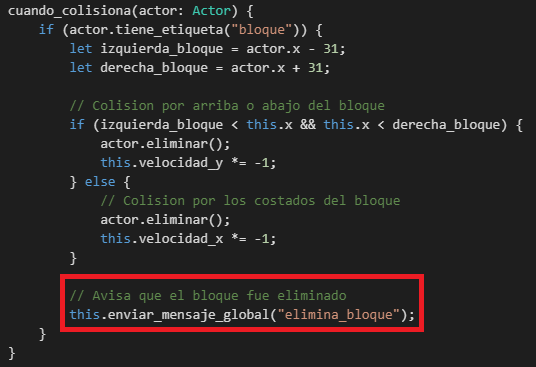 cuando_colisiona(actor: Actor) {
if (actor.tiene_etiqueta("bloque")) {
let izquierda_bloque = actor.x - 31;
let derecha_bloque = actor.x + 31;
// Colision por arriba o abajo del bloque
if (izquierda_bloque < this.x && this.x < derecha_bloque) {
actor.eliminar();
this.velocidad_y *= -1;
} else {
// Colision por los costados del bloque
actor.eliminar();
this.velocidad_x *= -1;
}
// Avisa que el bloque fue eliminado
this.enviar_mensaje_global("elimina_bloque");
}
}